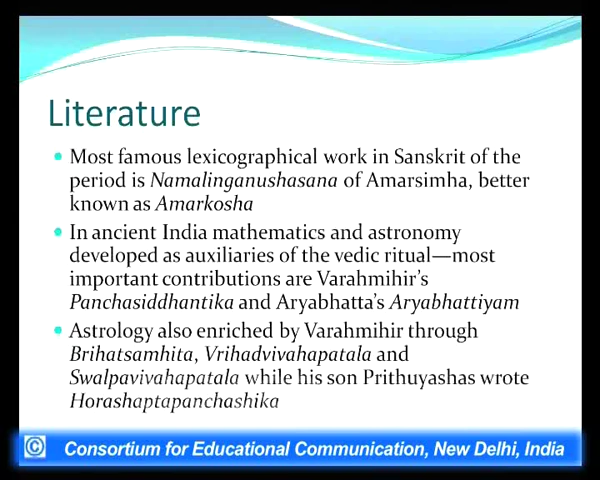 Literature
• Most famous lexicographical work in Sanskrit of the
period is Namalinganushasana of Amarsimha, better
known as Amarkosha
• In ancient India mathematics and astronomy
developed as auxiliaries of the vedic ritual—most
important contributions are Varahmihir's
Panchasiddhantika and Aryabhatta's Aryabhattiyam
• Astrology also enriched by Varahmihir through
Brihatsamhita, Vrihadvivahapatala and
Swalpavivahapatala while his son Prithuyashas wrote
Horashaptapanchashika
© Consortium for Educational Communication, New Delhi, India